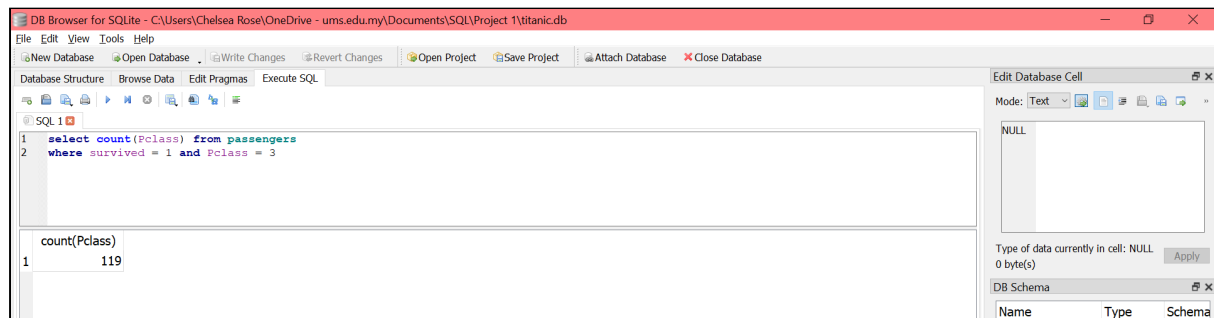 DB Browser for SQLite - C:\Users\Chelsea Rose\OneDrive - ums.edu.my\Documents\SQL\Project 1\titanic.db
File Edit View Tools Help
New Database Open Database Write Changes Revert Changes Open Project Save Project Attach Database Close Database
Database Structure Browse Data Edit Pragmas Execute SQL
SQL 1
1 select count(Pclass) from passengers
2 where survived = 1 and Pclass = 3
count(Pclass)
1 119
Edit Database Cell
Mode: Text
NULL
Type of data currently in cell: NULL
0 byte(s)
Apply
DB Schema
Name Type Schema